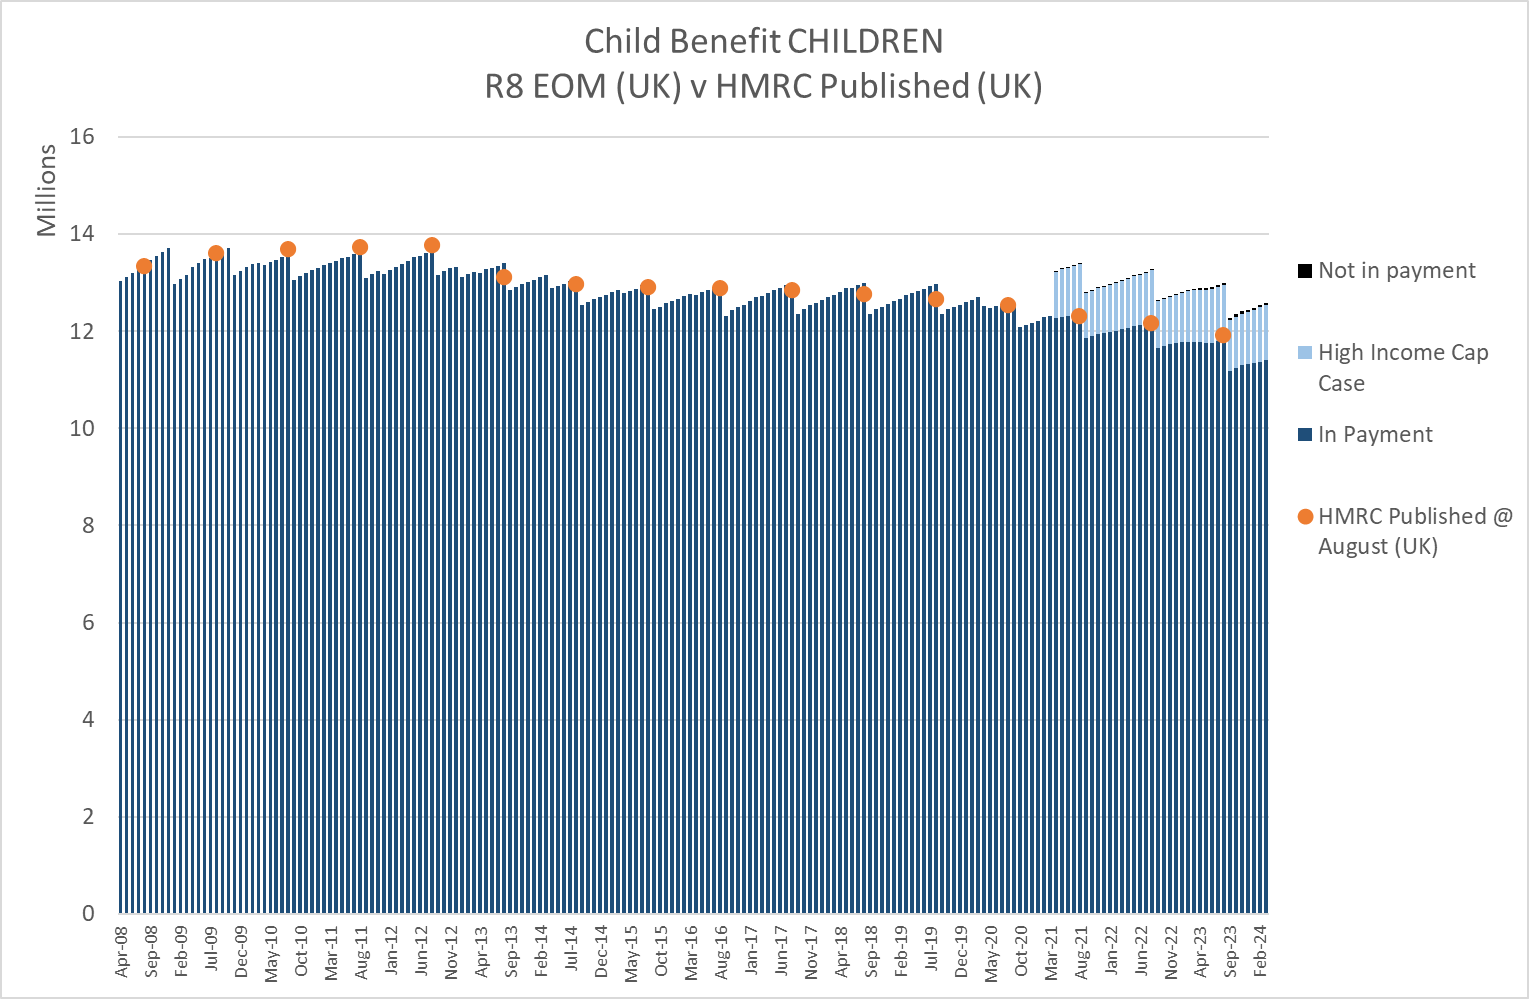 Child Benefit CHILDREN
R8 EOM (UK) v HMRC Published (UK)
Millions
16
14
12
10
8
6
4
2
0
Apr-08
Sep-08
Feb-09
Jul-09
Dec-09
May-10
Oct-10
Mar-11
Aug-11
Jan-12
Jun-12
Nov-12
Apr-13
Sep-13
Feb-14
Jul-14
Dec-14
May-15
Oct-15
Mar-16
Aug-16
Jan-17
Jun-17
Nov-17
Apr-18
Sep-18
Feb-19
Jul-19
Dec-19
May-20
Oct-20
Mar-21
Aug-21
Jan-22
Jun-22
Nov-22
Apr-23
Sep-23
Feb-24
Not in payment
High Income Cap
Case
In Payment
HMRC Published @
August (UK)